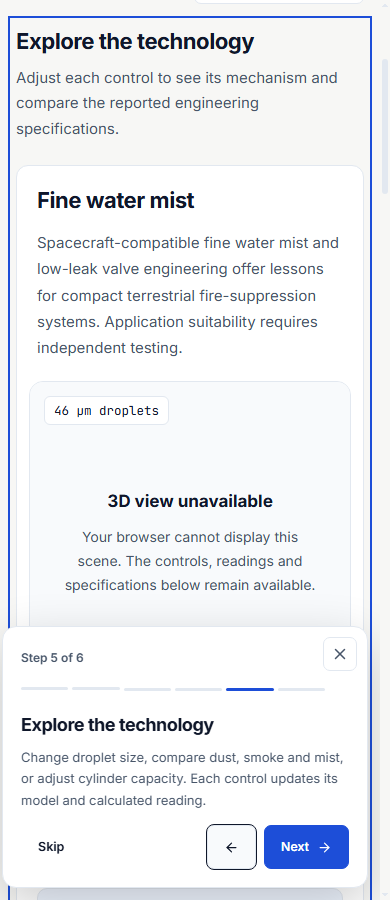 Explore the technology
Adjust each control to see its mechanism and
compare the reported engineering
specifications.
Fine water mist
Spacecraft-compatible fine water mist and
low-leak valve engineering offer lessons
for compact terrestrial fire-suppression
systems. Application suitability requires
independent testing.
46 µm droplets
3D view unavailable
Your browser cannot display this
scene. The controls, readings and
specifications below remain available.
Step 5 of 6
Explore the technology
Change droplet size, compare dust, smoke and mist,
or adjust cylinder capacity. Each control updates its
model and calculated reading.
Skip
Next